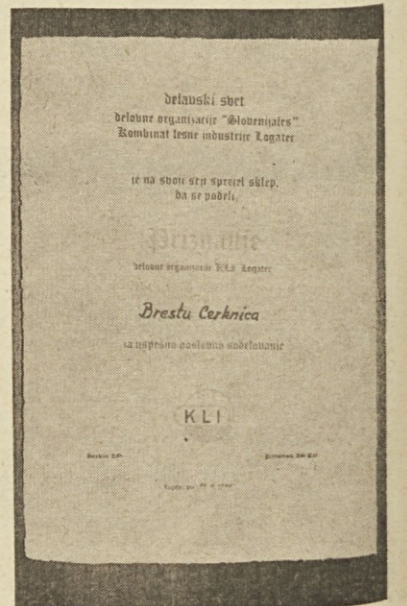 delavski svet
delovne organizacije "Slovenijales"
Kombinat lesne industrije Logatec
je na svoji seji sprejel sklep,
da se podeli
Priznanje
delovne organizacije KLI Logatec
Brestu Cerknica
za uspešno poslovno sodelovanje
KLI